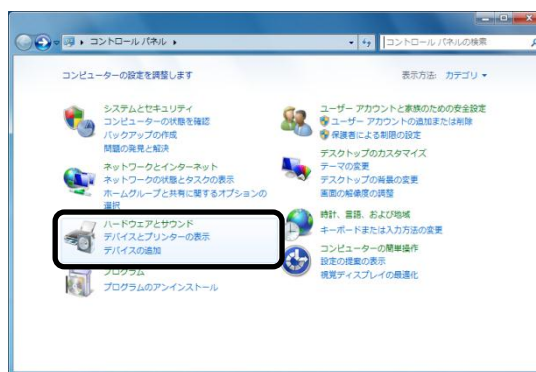 コントロール パネル
コントロール パネルの検索
コンピューターの設定を調整します
表示方法: カテゴリ
システムとセキュリティ
コンピューターの状態を確認
バックアップの作成
問題の発見と解決
ネットワークとインターネット
ネットワークの状態とタスクの表示
ホームグループと共有に関するオプションの
選択
ハードウェアとサウンド
デバイスとプリンターの表示
デバイスの追加
プログラム
プログラムのアンインストール
ユーザー アカウントと家族のための安全設定
ユーザー アカウントの追加または削除
保護者による制限の設定
デスクトップのカスタマイズ
テーマの変更
デスクトップの背景の変更
画面の解像度の調整
時計、言語、および地域
キーボードまたは入力方法の変更
コンピューターの簡単操作
設定の提案の表示
視覚ディスプレイの最適化